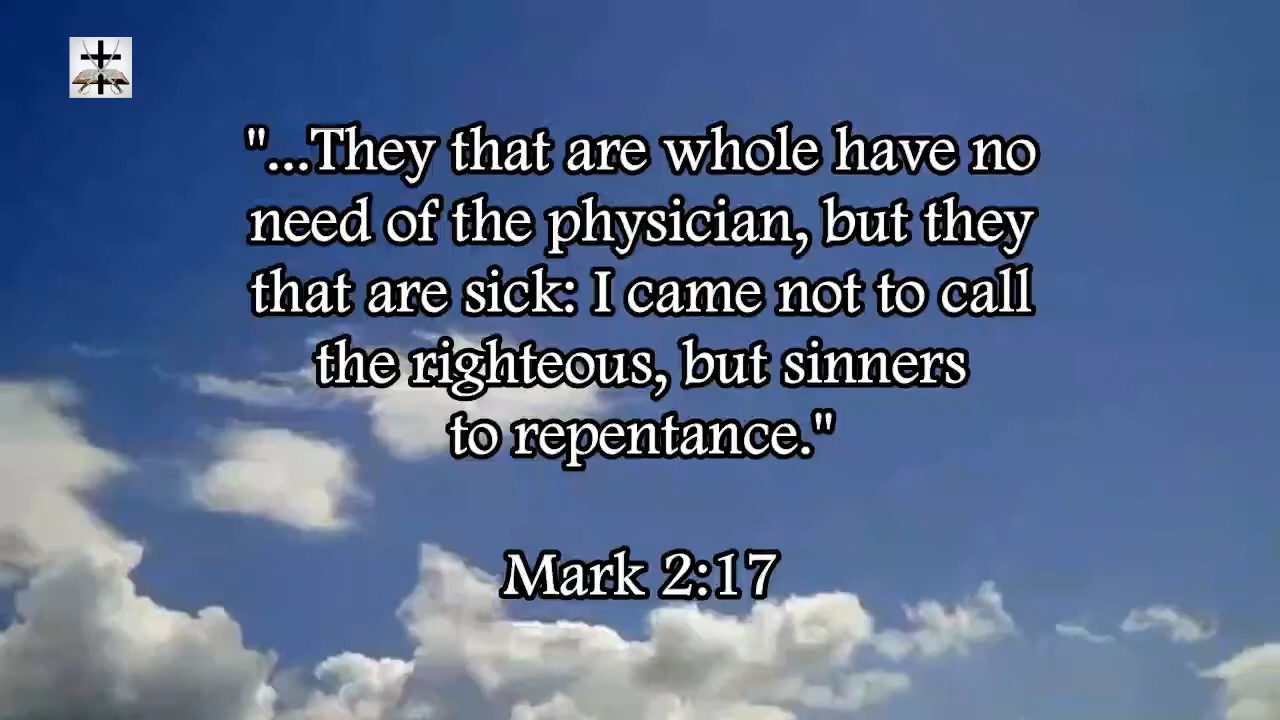 "...They that are whole have no
need of the physician, but they
that are sick: I came not to call
the righteous, but sinners
to repentance."
Mark 2:17